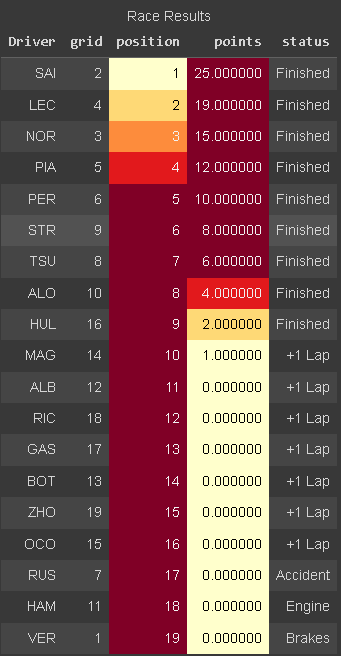 Race Results
Driver grid position points status
SAI 2 1 25.000000 Finished
LEC 4 2 19.000000 Finished
NOR 3 3 15.000000 Finished
PIA 5 4 12.000000 Finished
PER 6 5 10.000000 Finished
STR 9 6 8.000000 Finished
TSU 8 7 6.000000 Finished
ALO 10 8 4.000000 Finished
HUL 16 9 2.000000 Finished
MAG 14 10 1.000000 +1 Lap
ALB 12 11 0.000000 +1 Lap
RIC 18 12 0.000000 +1 Lap
GAS 17 13 0.000000 +1 Lap
BOT 13 14 0.000000 +1 Lap
ZHO 19 15 0.000000 +1 Lap
OCO 15 16 0.000000 +1 Lap
RUS 7 17 0.000000 Accident
HAM 11 18 0.000000 Engine
VER 1 19 0.000000 Brakes